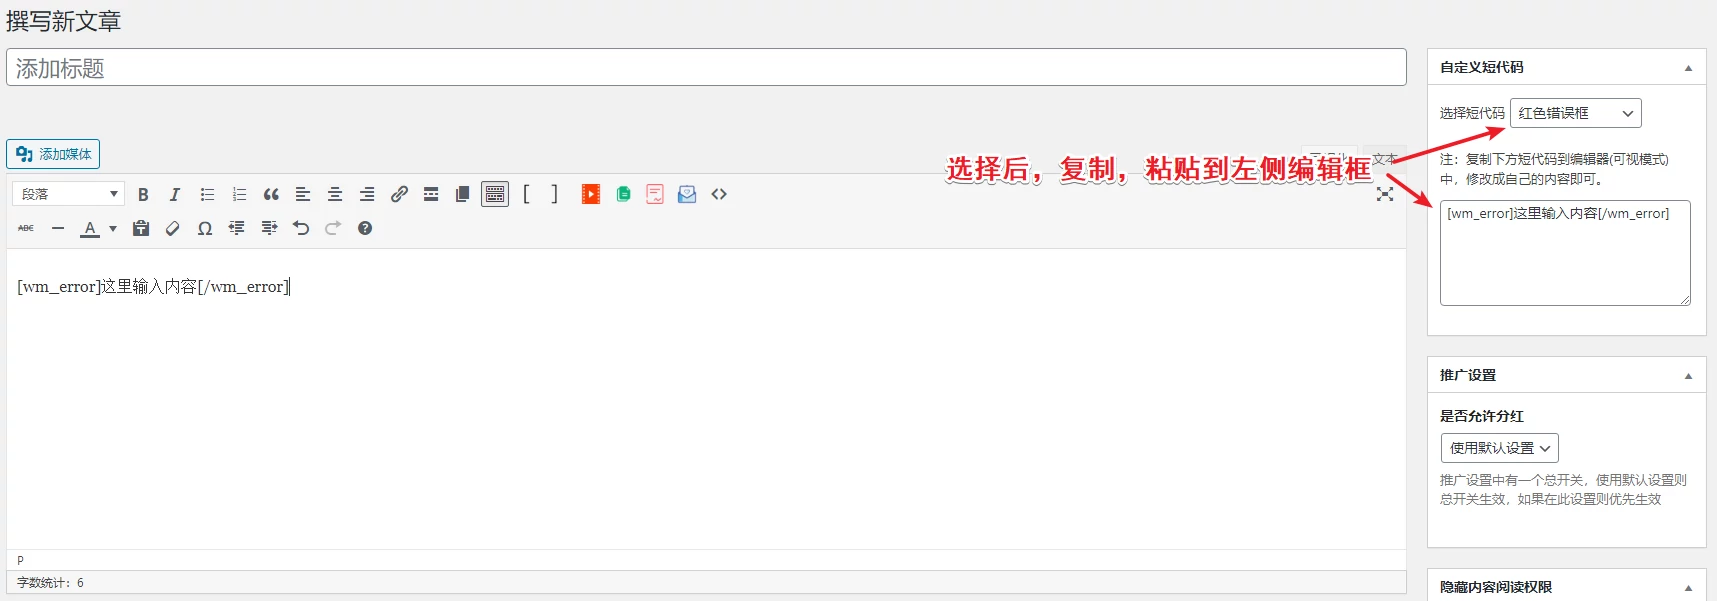 撰写新文章
添加标题
添加媒体
文本
选择后，复制，粘贴到左侧编辑框
段落
B I
ABC
A
[wm_error]这里输入内容[/wm_error]
P
字数统计：6
自定义短代码
选择短代码 红色错误框
注：复制下方短代码到编辑器(可视模式)
中，修改成自己的内容即可。
[wm_error]这里输入内容[/wm_error]
推广设置
是否允许分红
使用默认设置
推广设置中有一个总开关，使用默认设置则
总开关生效，如果在此设置则优先生效
隐藏内容阅读权限